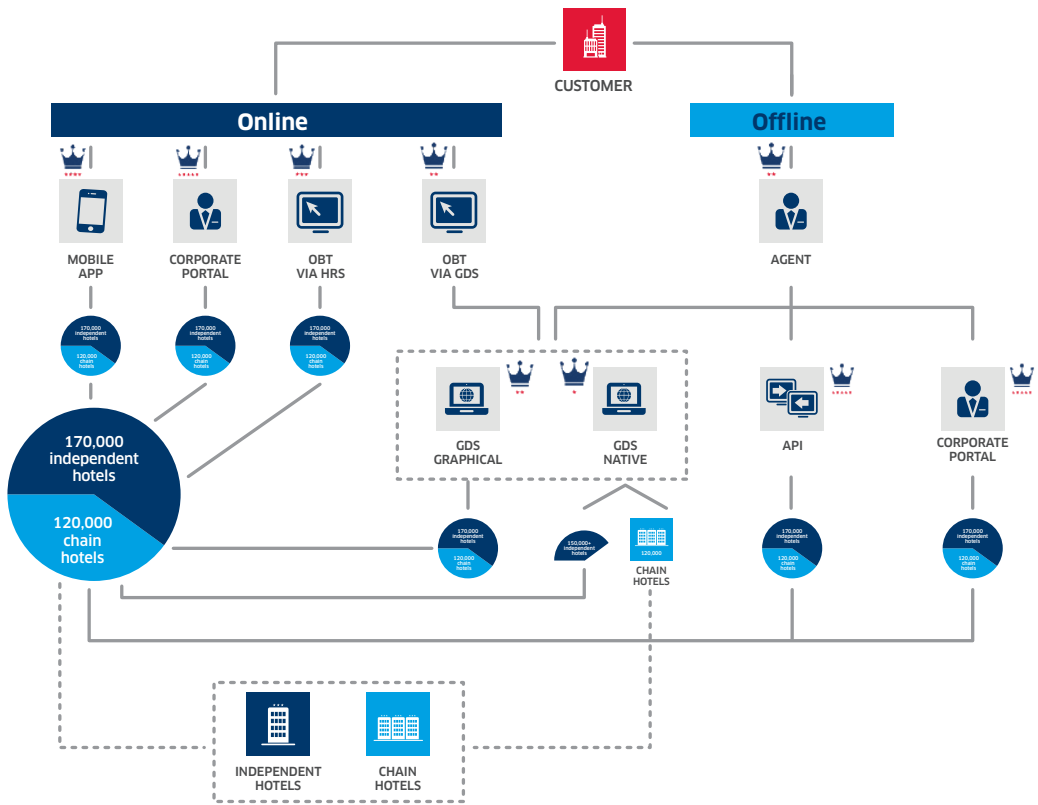 CUSTOMER
Online
Offline
MOBILE
APP
CORPORATE
PORTAL
OBT
VIA HRS
OBT
VIA GDS
AGENT
170,000
independent
hotels
120,000
chain
hotels
170,000
independent
hotels
120,000
chain
hotels
170,000
independent
hotels
120,000
chain
hotels
GDS
GRAPHICAL
GDS
NATIVE
API
CORPORATE
PORTAL
170,000
independent
hotels
120,000
chain
hotels
170,000
independent
hotels
120,000
chain
hotels
150,000+
independent
hotels
120,000
CHAIN
HOTELS
170,000
independent
hotels
120,000
chain
hotels
170,000
independent
hotels
120,000
chain
hotels
INDEPENDENT
HOTELS
CHAIN
HOTELS